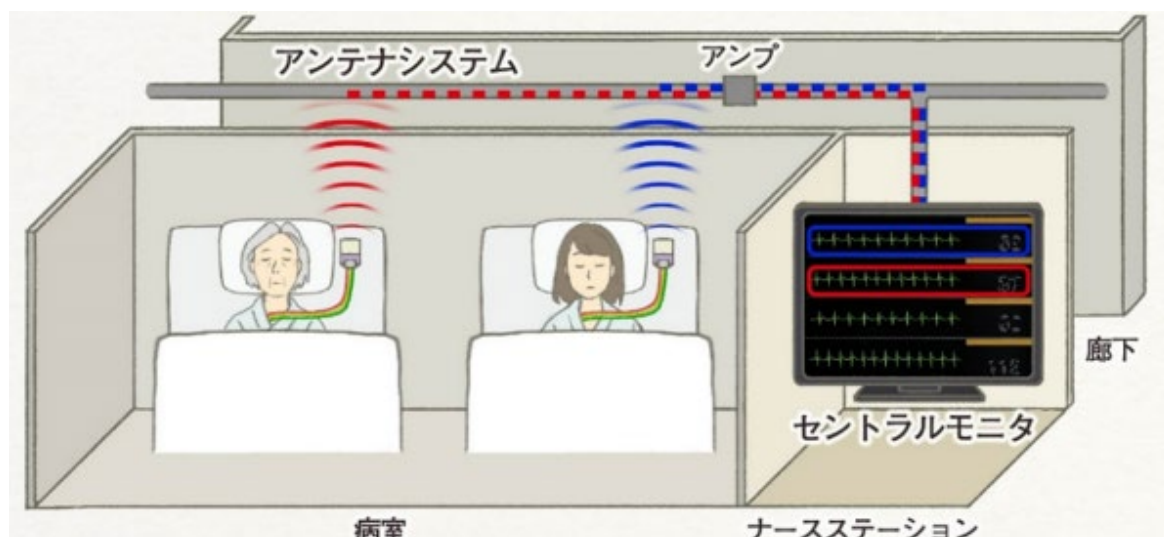 アンテナシステム
アンプ
廊下
セントラルモニタ
病室
ナースステーション